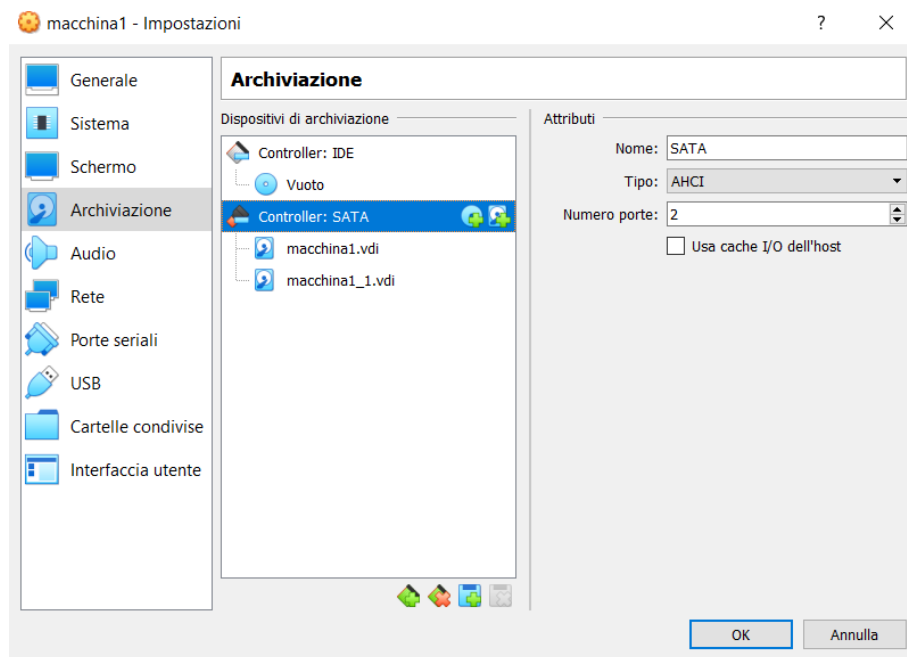 macchina1 - Impostazioni
?
Generale
Sistema
Schermo
Archiviazione
Audio
Rete
Porte seriali
USB
Cartelle condivise
Interfaccia utente
Archiviazione
Dispositivi di archiviazione
Controller: IDE
Vuoto
Controller: SATA
macchina1.vdi
macchina1_1.vdi
Attributi
Nome: SATA
Tipo: AHCI
Numero porte: 2
Usa cache I/O dell'host
OK
Annulla